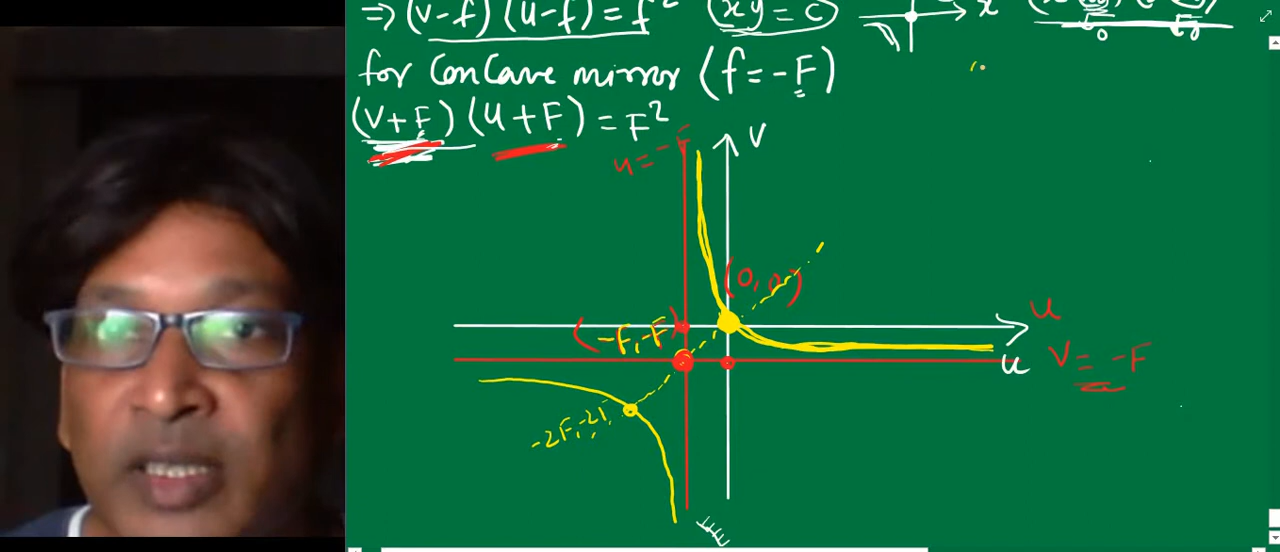 ⇒ (v-f) (u-f) = f² (xy = c) x
for Concave mirror (f = -F)
(v+F) (u+F) = F²
u = -F
V
(0, 0)
u
(-F, -F)
u
V = -F
-2F, -2F